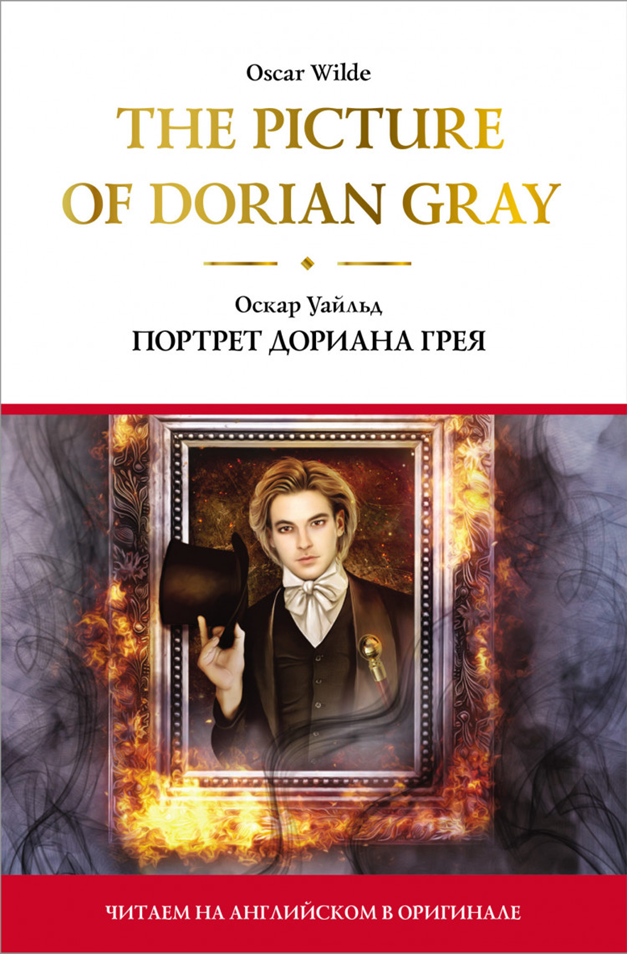 Oscar Wilde
THE PICTURE
OF DORIAN GRAY
Оскар Уайльд
ПОРТРЕТ ДОРИАНА ГРЕЯ
ЧИТАЕМ НА АНГЛИЙСКОМ В ОРИГИНАЛЕ